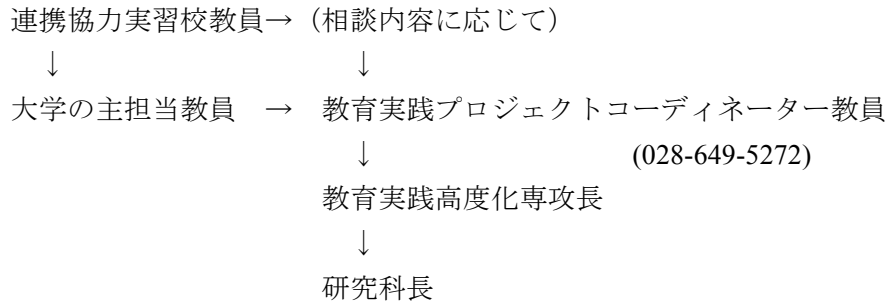 連携協力実習校教員→（相談内容に応じて）
↓ ↓
大学の主担当教員 → 教育実践プロジェクトコーディネーター教員
↓ (028-649-5272)
教育実践高度化専攻長
↓
研究科長